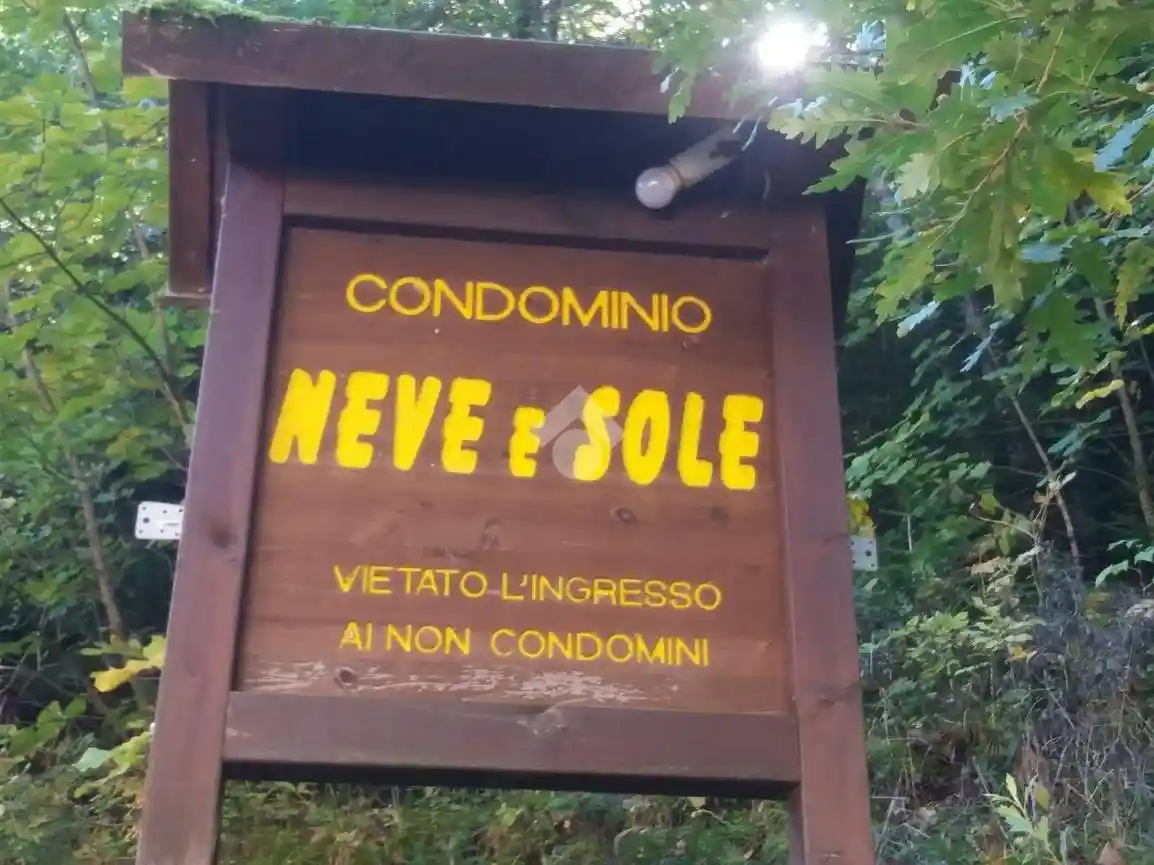 CONDOMINIO
NEVE E SOLE
VIETATO L'INGRESSO
AI NON CONDOMINI